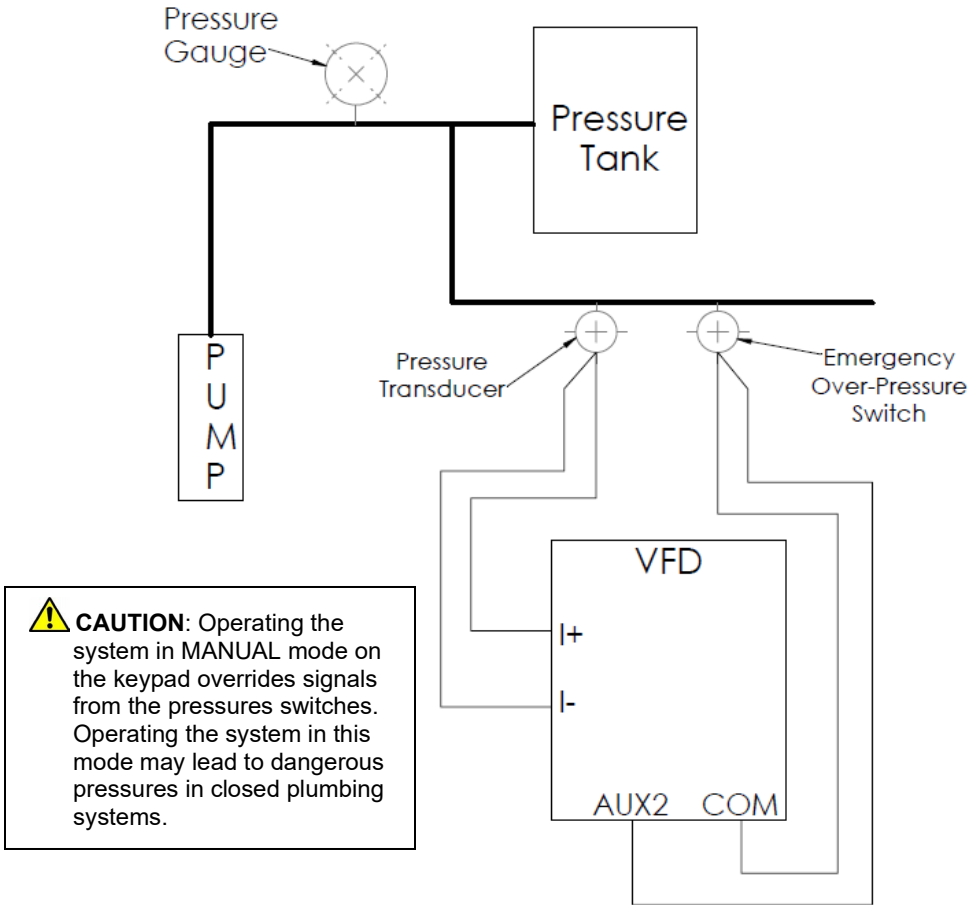 Pressure
Gauge
Pressure
Tank
P
U
M
P
Pressure
Transducer
Emergency
Over-Pressure
Switch
VFD
I+
I-
AUX2 COM
CAUTION: Operating the
system in MANUAL mode on
the keypad overrides signals
from the pressures switches.
Operating the system in this
mode may lead to dangerous
pressures in closed plumbing
systems.